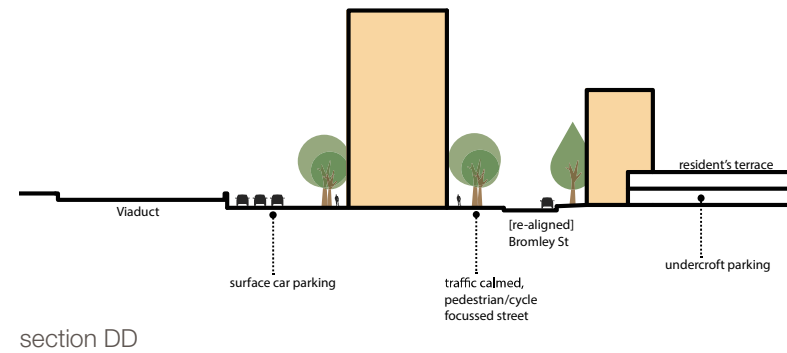 resident's terrace
Viaduct
[re-aligned]
Bromley St
undercroft parking
surface car parking
traffic calmed,
pedestrian/cycle
focussed street
section DD